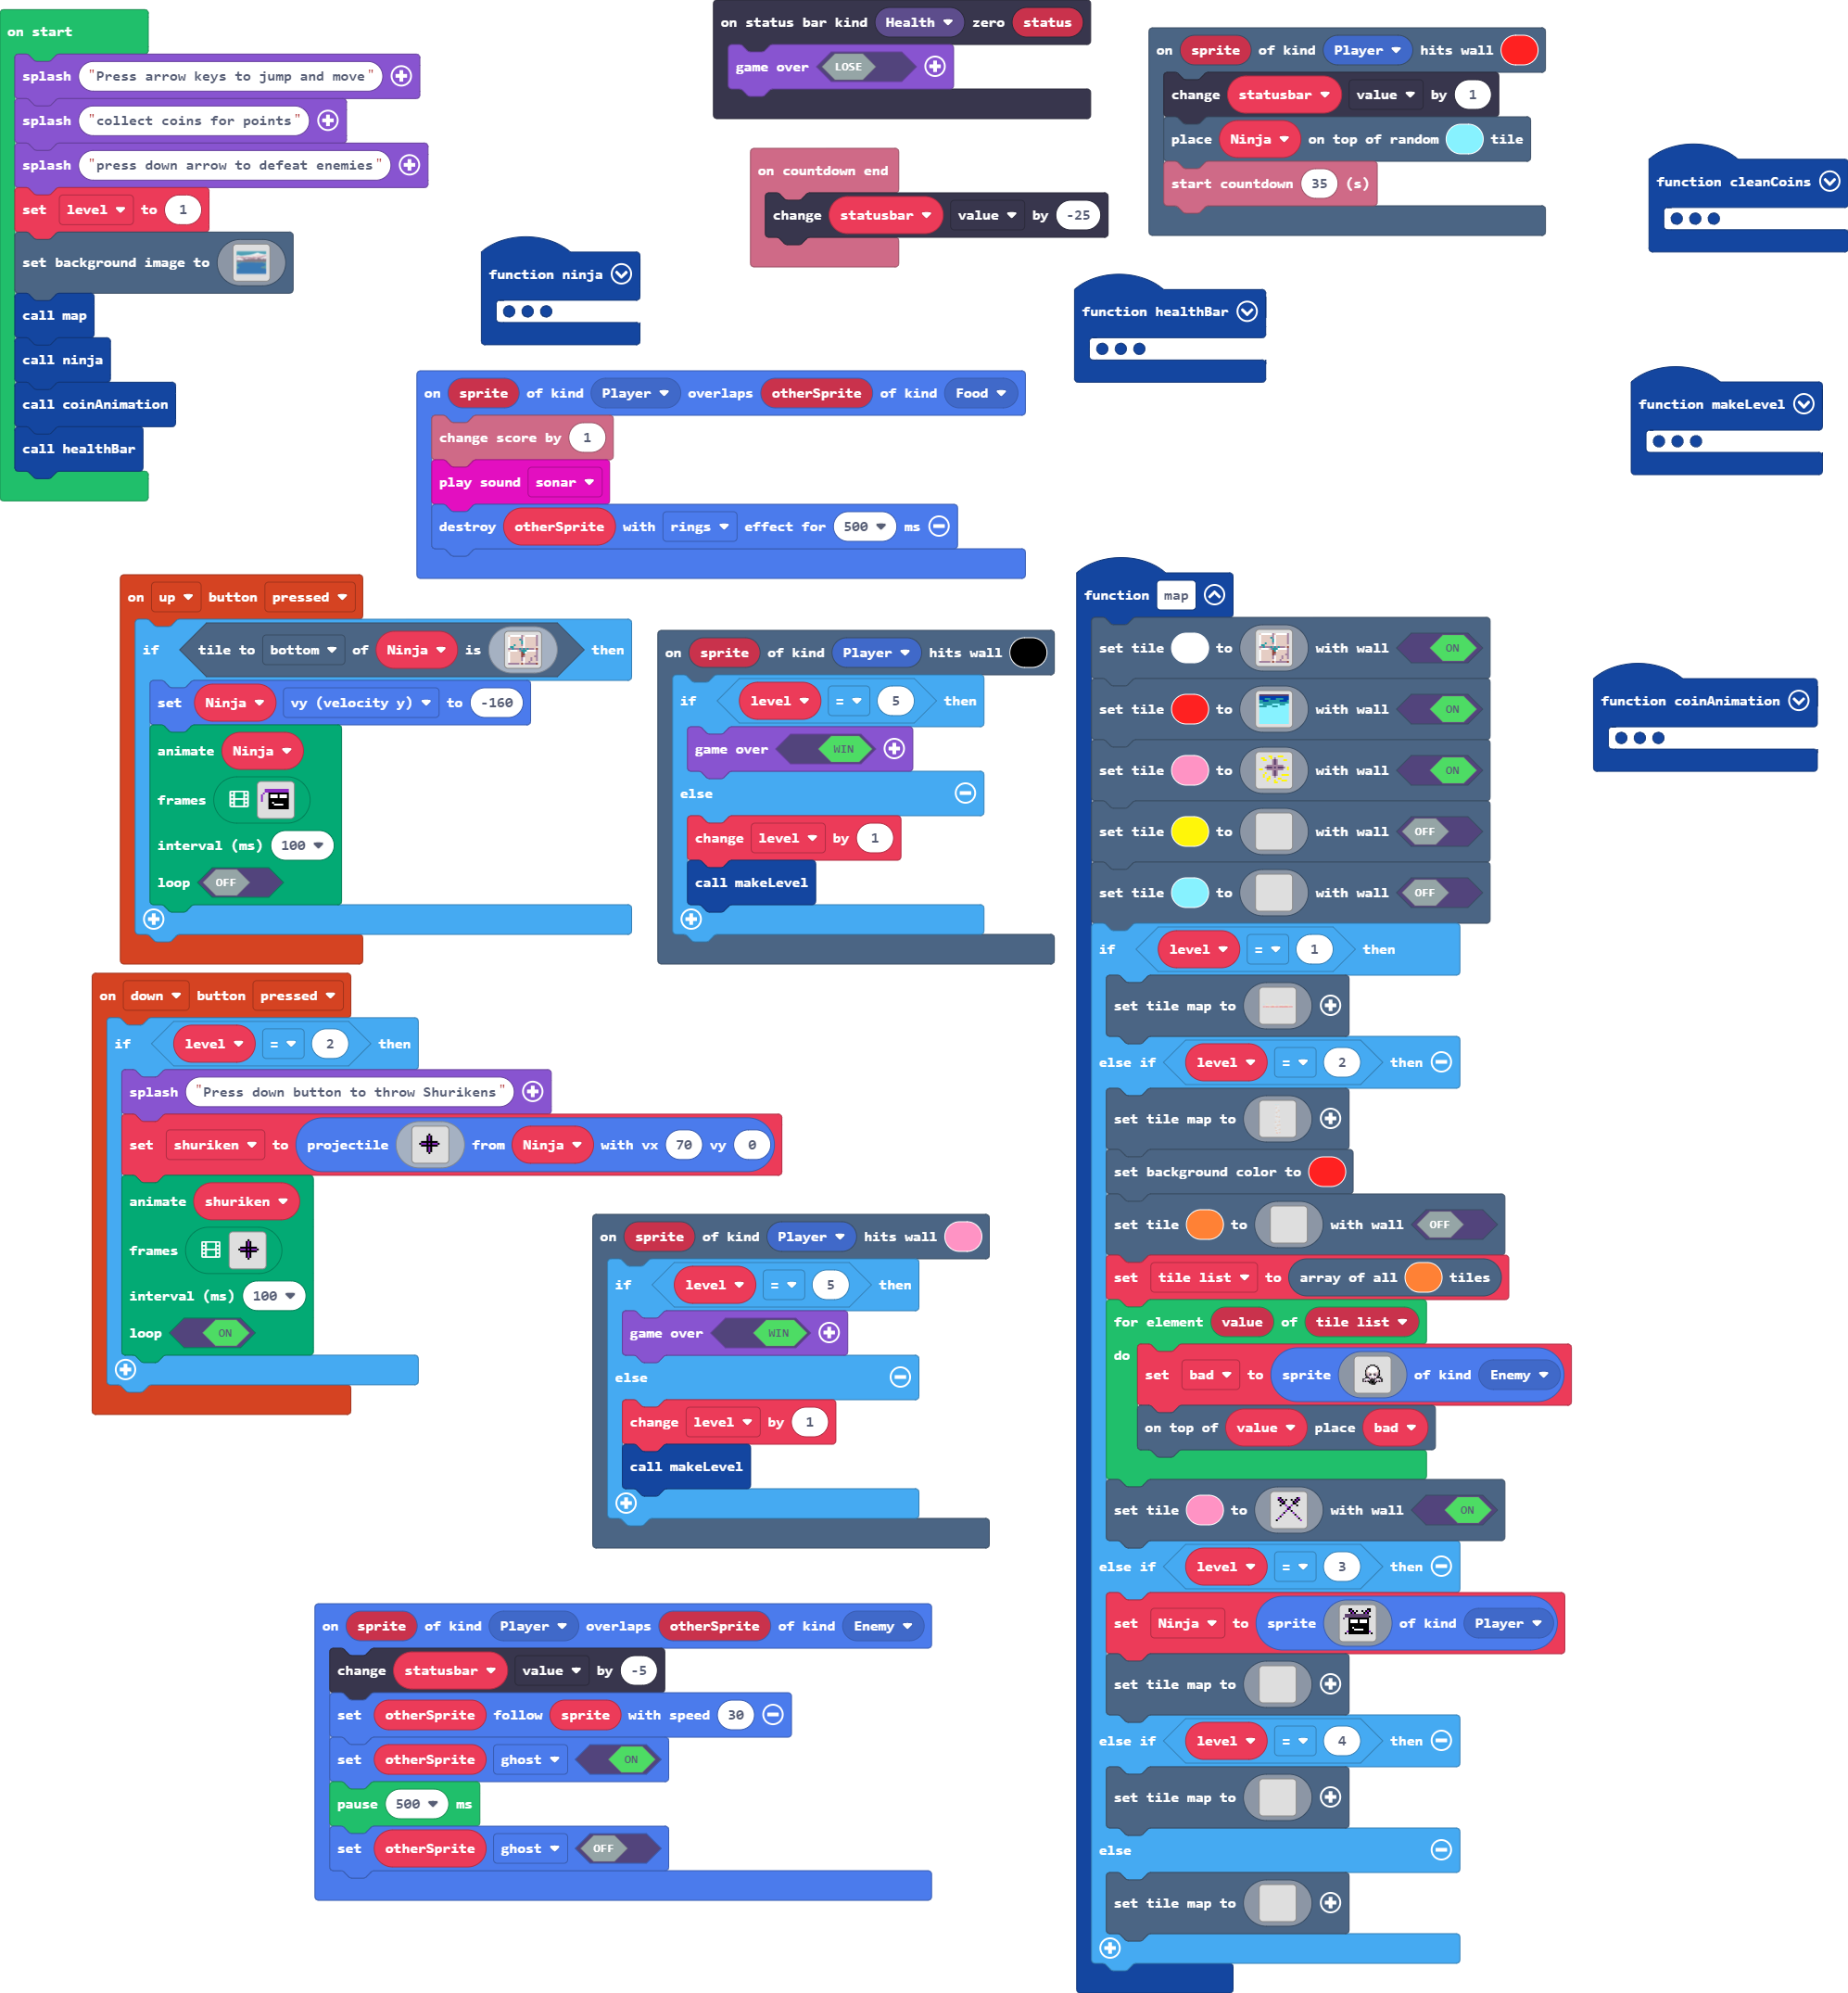 on start
splash "Press arrow keys to jump and move"
splash "collect coins for points"
splash "press down arrow to defeat enemies"
set level to 1
set background image to
call map
call ninja
call coinAnimation
call healthBar
on status bar kind Health zero status
game over LOSE
on countdown end
change statusbar value by -25
on sprite of kind Player hits wall
change statusbar value by 1
place Ninja on top of random tile
start countdown 35 (s)
function cleanCoins
function ninja
function healthBar
function makeLevel
on sprite of kind Player overlaps otherSprite of kind Food
change score by 1
play sound sonar
destroy otherSprite with rings effect for 500 ms
on up button pressed
if tile to bottom of Ninja is then
set Ninja vy (velocity y) to -160
animate Ninja
frames
interval (ms) 100
loop OFF
on sprite of kind Player hits wall
if level = 5 then
game over WIN
else
change level by 1
call makeLevel
function map
set tile to with wall ON
set tile to with wall ON
set tile to with wall ON
set tile to with wall OFF
set tile to with wall OFF
if level = 1 then
set tile map to
else if level = 2 then
set tile map to
set background color to
set tile to with wall OFF
set tile list to array of all tiles
for element value of tile list
do
set bad to sprite of kind Enemy
on top of value place bad
set tile to with wall ON
else if level = 3 then
set Ninja to sprite of kind Player
set tile map to
else if level = 4 then
set tile map to
else
set tile map to
function coinAnimation
on down button pressed
if level = 2 then
splash "Press down button to throw Shurikens"
set shuriken to projectile from Ninja with vx 70 vy 0
animate shuriken
frames
interval (ms) 100
loop ON
on sprite of kind Player hits wall
if level = 5 then
game over WIN
else
change level by 1
call makeLevel
on sprite of kind Player overlaps otherSprite of kind Enemy
change statusbar value by -5
set otherSprite follow sprite with speed 30
set otherSprite ghost ON
pause 500 ms
set otherSprite ghost OFF